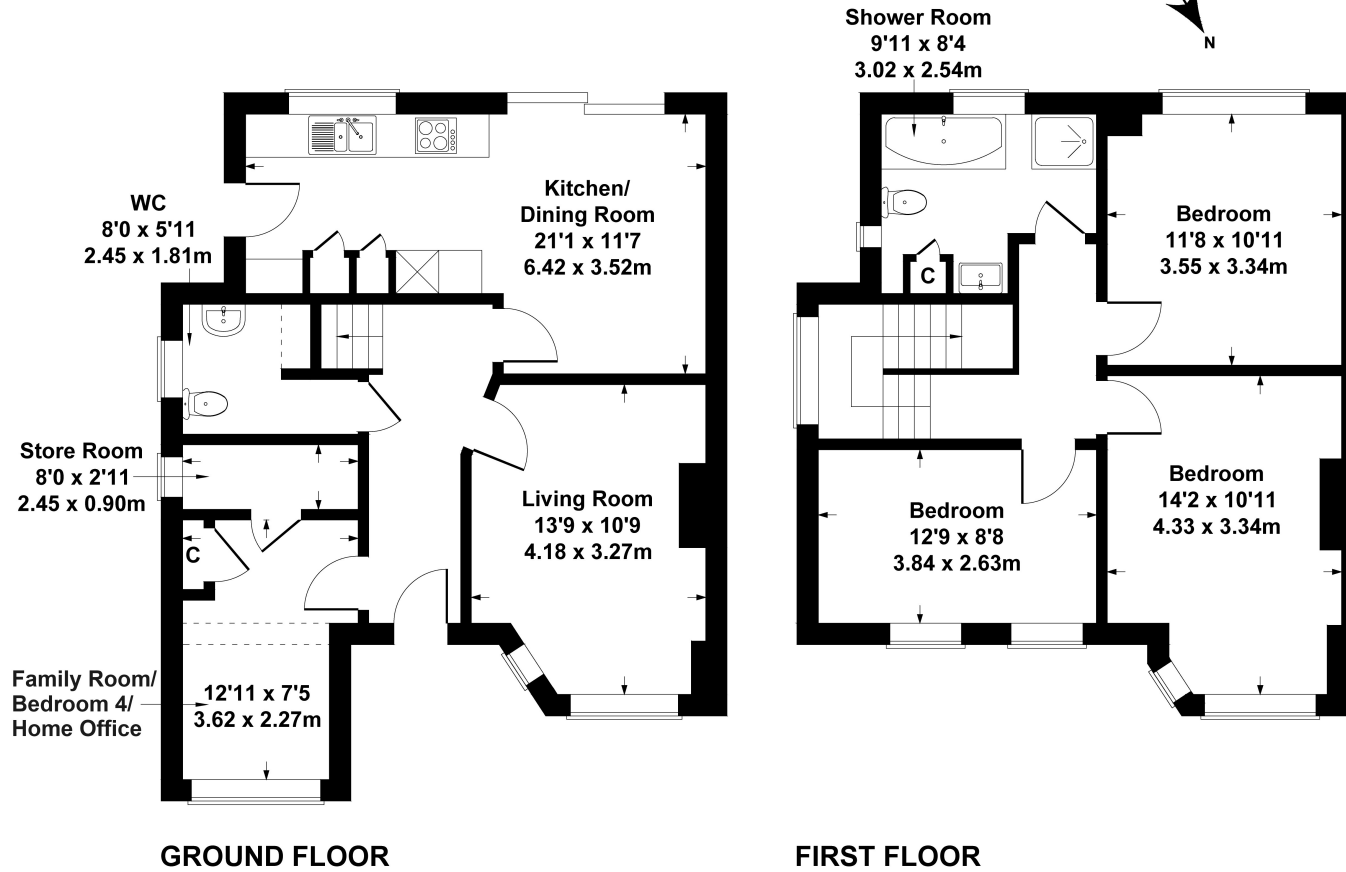 Shower Room
9'11 x 8'4
3.02 x 2.54m
N
WC
8'0 x 5'11
2.45 x 1.81m
Kitchen/
Dining Room
21'1 x 11'7
6.42 x 3.52m
Bedroom
11'8 x 10'11
3.55 x 3.34m
C
Store Room
8'0 x 2'11
2.45 x 0.90m
Living Room
13'9 x 10'9
4.18 x 3.27m
Bedroom
12'9 x 8'8
3.84 x 2.63m
Bedroom
14'2 x 10'11
4.33 x 3.34m
C
Family Room/
Bedroom 4/
Home Office
12'11 x 7'5
3.62 x 2.27m
GROUND FLOOR
FIRST FLOOR